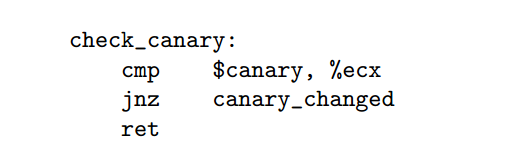 check_canary:
cmp $canary, %ecx
jnz canary_changed
ret